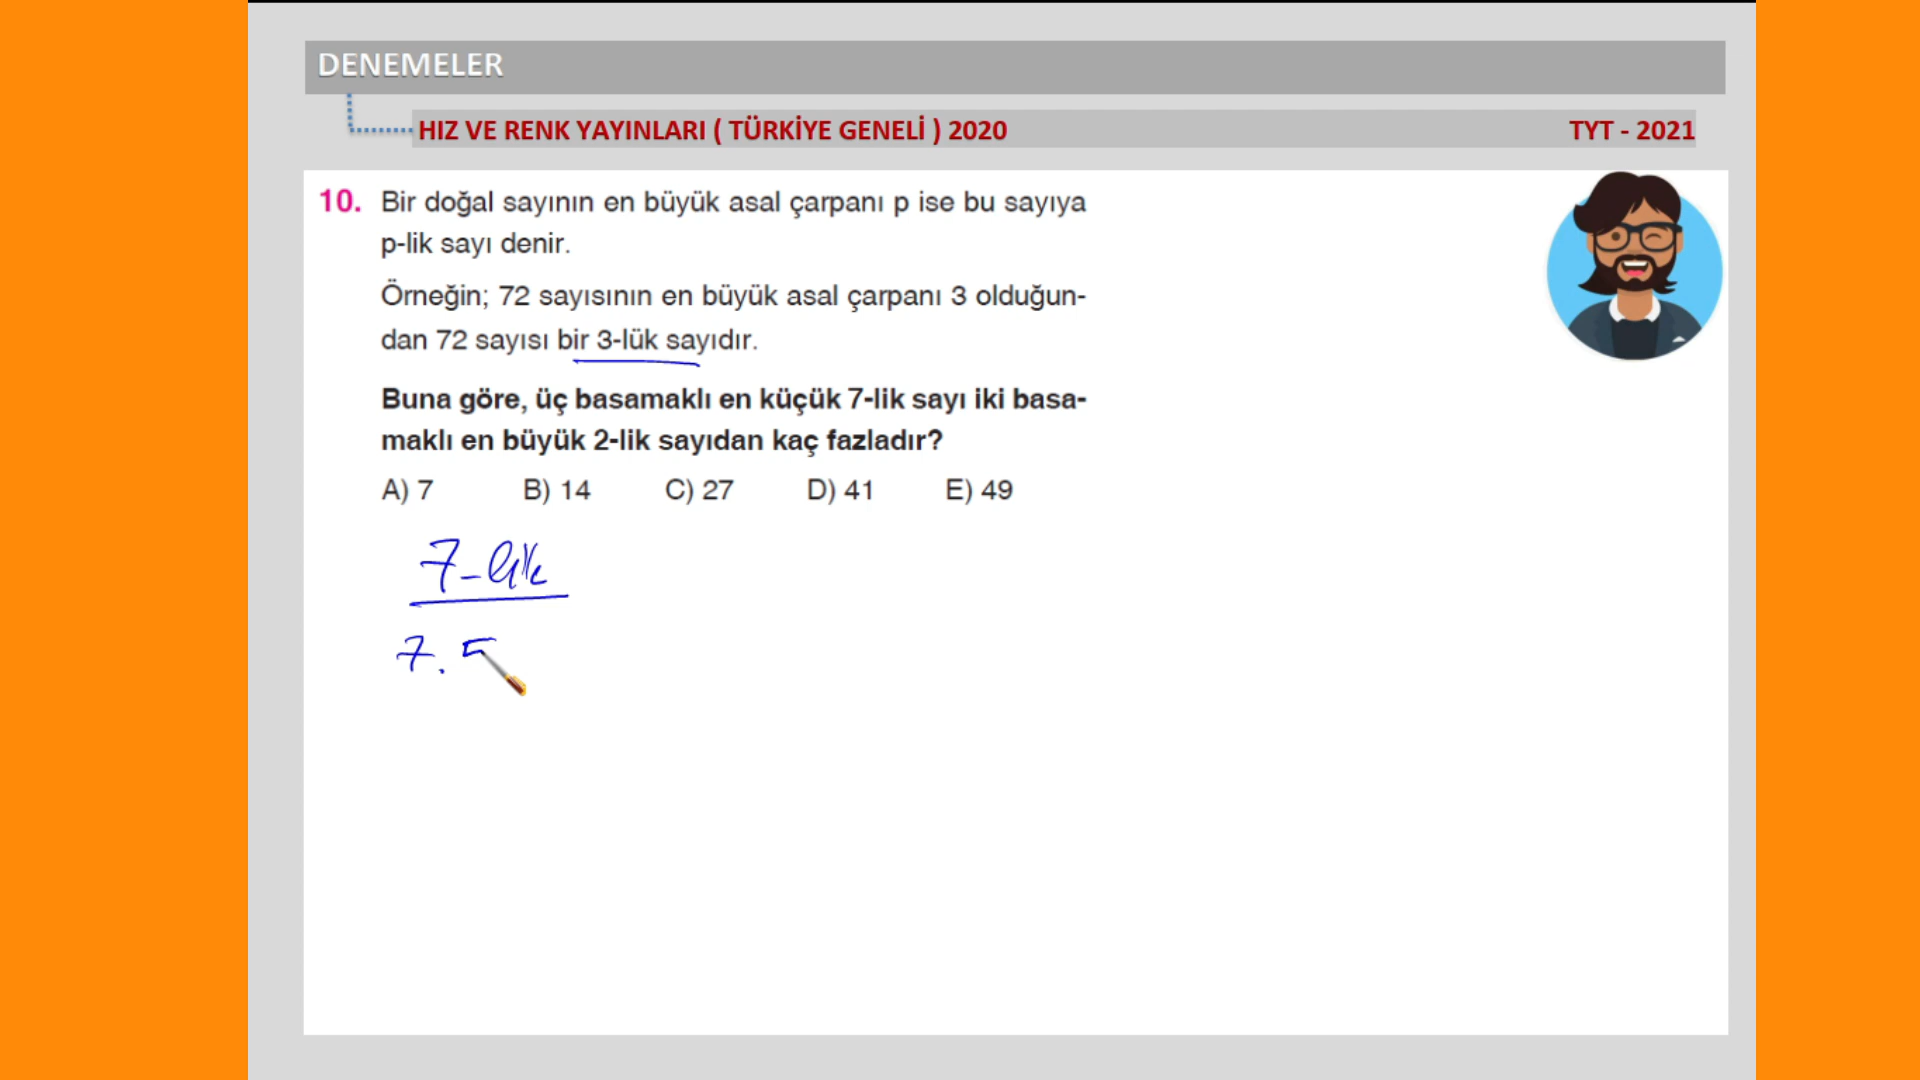 DENEMELER
HIZ VE RENK YAYINLARI ( TÜRKİYE GENELİ ) 2020 TYT - 2021
10. Bir doğal sayının en büyük asal çarpanı p ise bu sayıya
p-lik sayı denir.
Örneğin; 72 sayısının en büyük asal çarpanı 3 olduğun-
dan 72 sayısı bir 3-lük sayıdır.
Buna göre, üç basamaklı en küçük 7-lik sayı iki basa-
maklı en büyük 2-lik sayıdan kaç fazladır?
A) 7 B) 14 C) 27 D) 41 E) 49
7-lik
7. 5